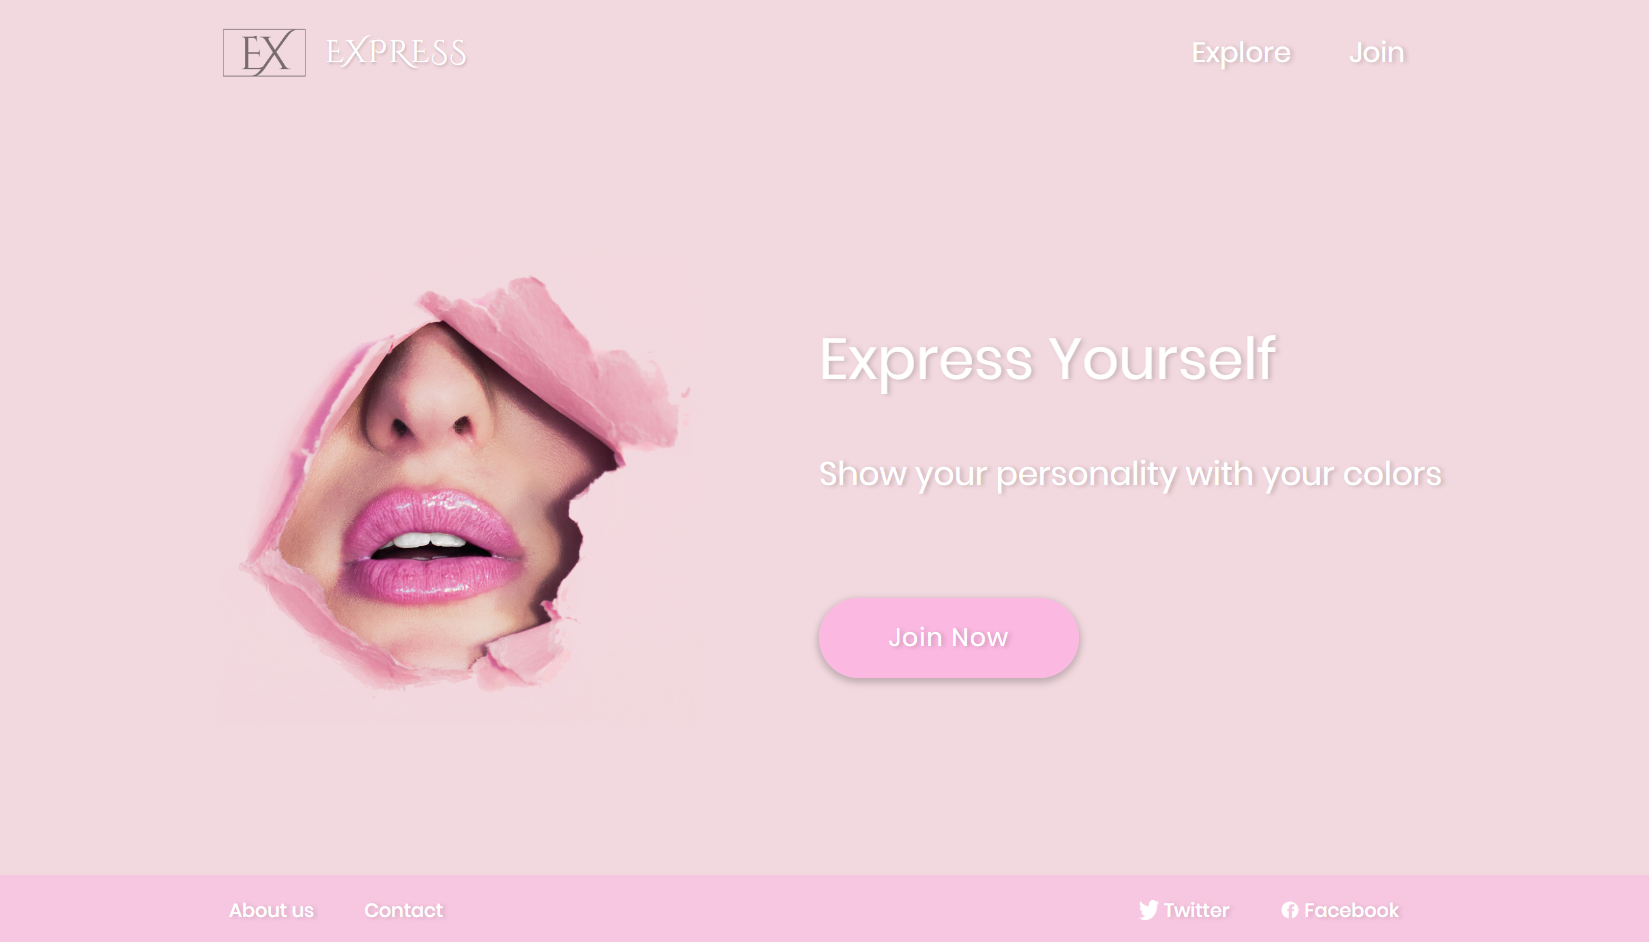 EX EXPRESS Explore Join
Express Yourself
Show your personality with your colors
Join Now
About us Contact Twitter Facebook